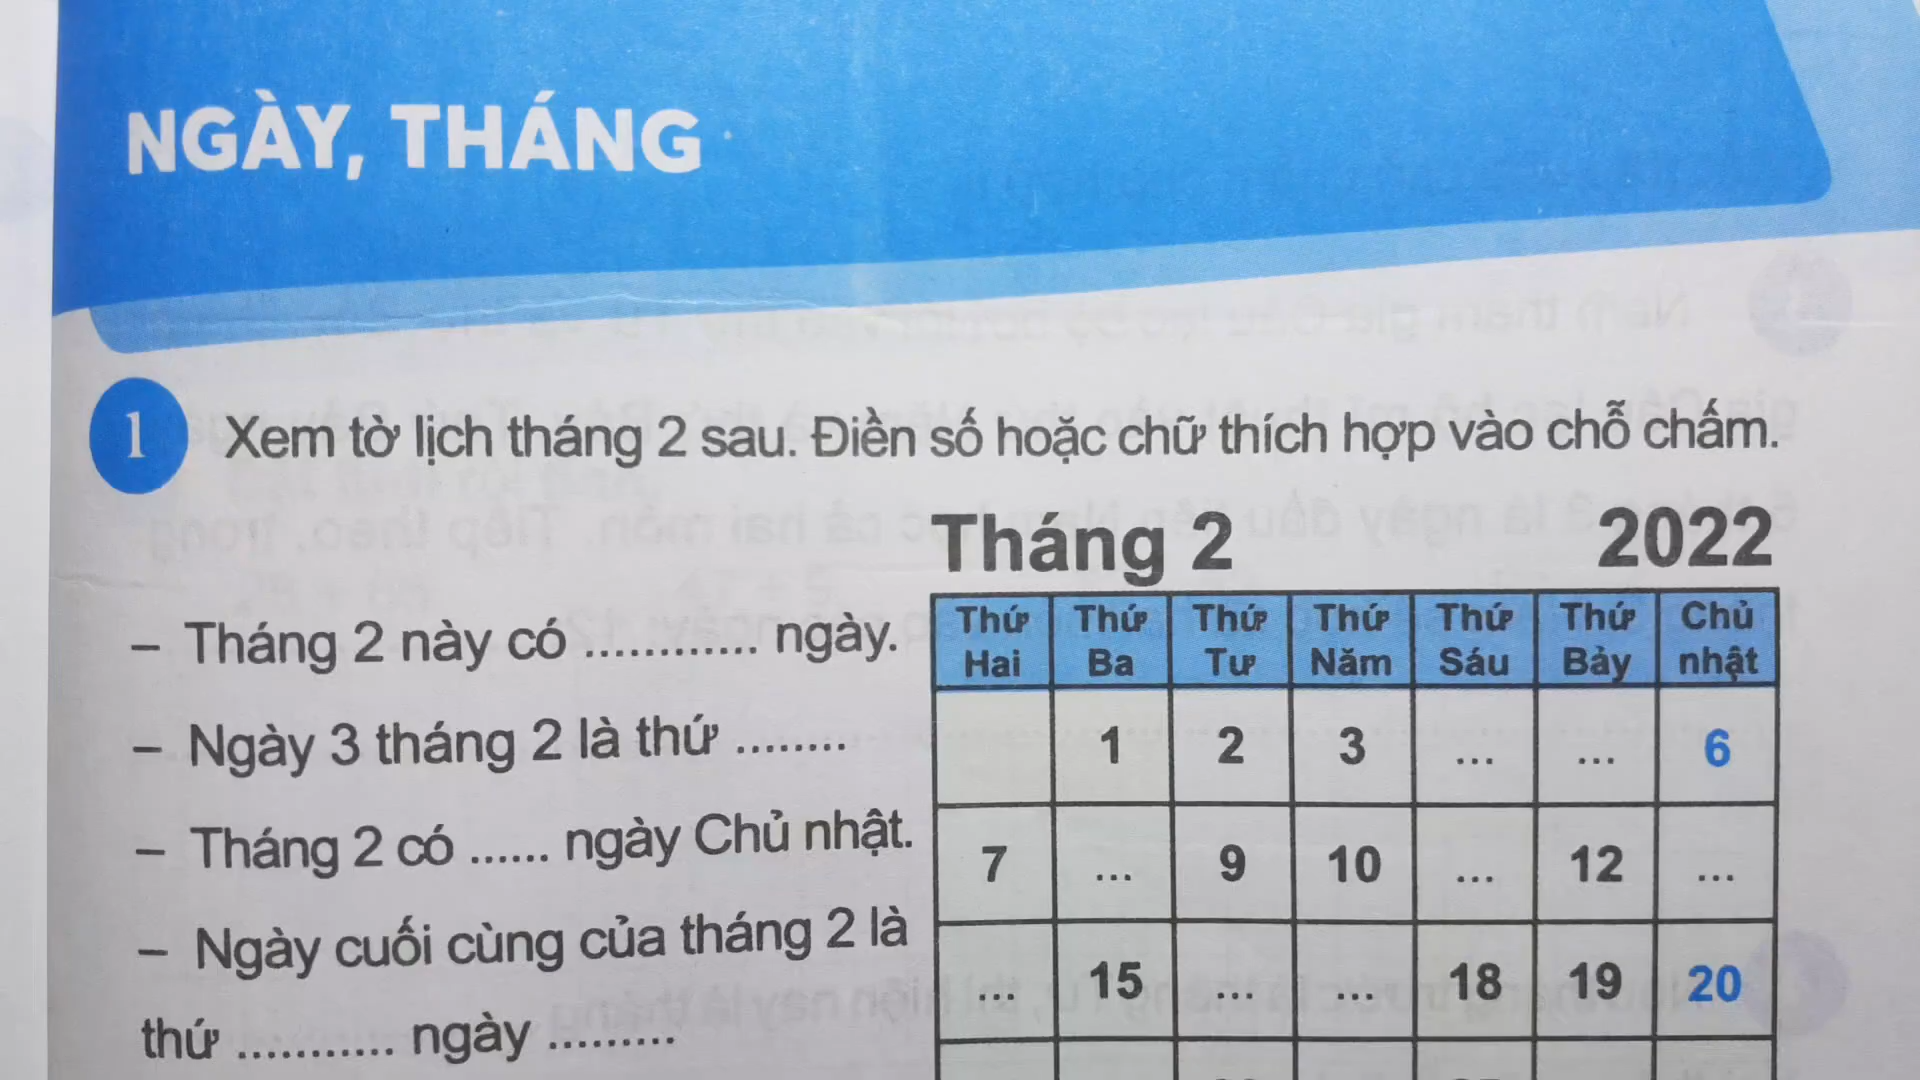 NGÀY, THÁNG
1 Xem tờ lịch tháng 2 sau. Điền số hoặc chữ thích hợp vào chỗ chấm.
– Tháng 2 này có ............ ngày.
– Ngày 3 tháng 2 là thứ ........
– Tháng 2 có ...... ngày Chủ nhật.
– Ngày cuối cùng của tháng 2 là
thứ ........... ngày .........
Tháng 2 2022
Thứ Hai Thứ Ba Thứ Tư Thứ Năm Thứ Sáu Thứ Bảy Chủ nhật
1 2 3 ... ... 6
7 ... 9 10 ... 12 ...
... 15 ... ... 18 19 20